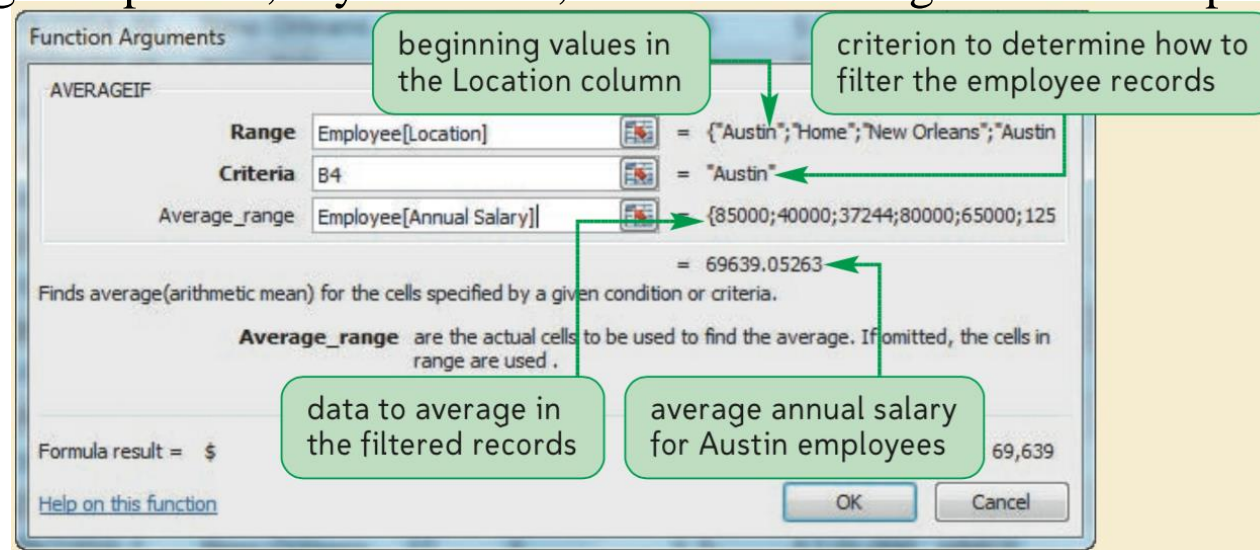 Function Arguments
beginning values in
the Location column
criterion to determine how to
filter the employee records
AVERAGEIF
Range Employee[Location] = {"Austin";"Home";"New Orleans";"Austin
Criteria B4 = "Austin"
Average_range Employee[Annual Salary] = {85000;40000;37244;80000;65000;125
= 69639.05263
Finds average(arithmetic mean) for the cells specified by a given condition or criteria.
Average_range are the actual cells to be used to find the average. If omitted, the cells in
range are used .
data to average in
the filtered records
average annual salary
for Austin employees
Formula result = $ 69,639
Help on this function
OK Cancel